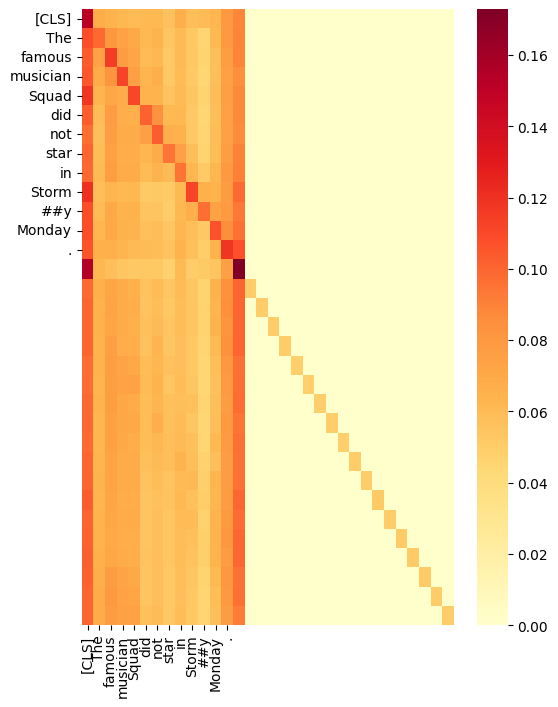 [CLS]
The
famous
musician
Squad
did
not
star
in
Storm
##y
Monday
.
[CLS]
The
famous
musician
Squad
did
not
star
in
Storm
##y
Monday
.
0.16
0.14
0.12
0.10
0.08
0.06
0.04
0.02
0.00